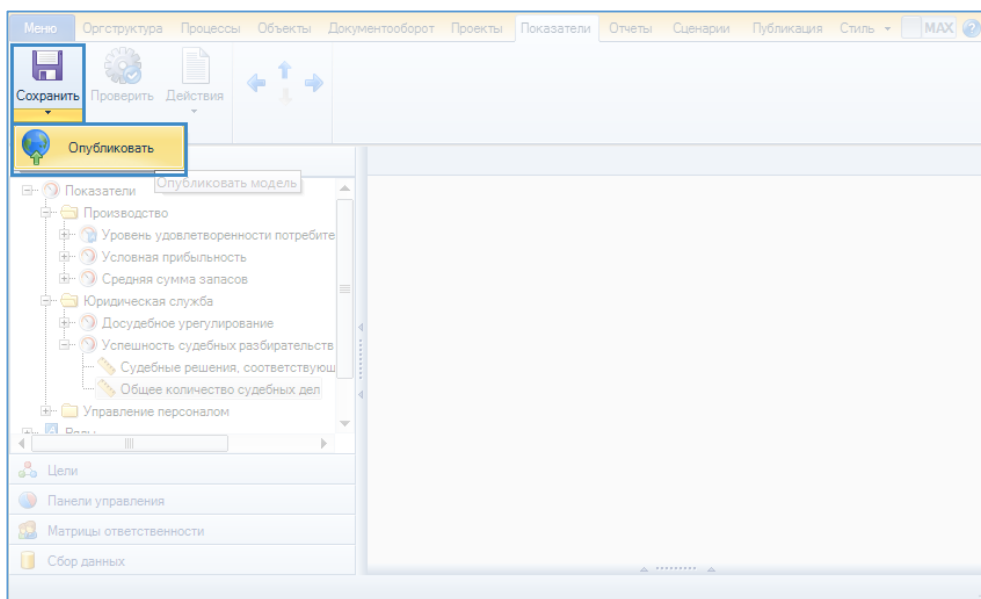 Меню Оргструктура Процессы Объекты Документооборот Проекты Показатели Отчеты Сценарии Публикация Стиль MAX ?
Сохранить Проверить Действия
Опубликовать
Опубликовать модель
Показатели
Производство
Уровень удовлетворенности потребите
Условная прибыльность
Средняя сумма запасов
Юридическая служба
Досудебное урегулирование
Успешность судебных разбирательств
Судебные решения, соответствующ
Общее количество судебных дел
Управление персоналом
Цели
Панели управления
Матрицы ответственности
Сбор данных